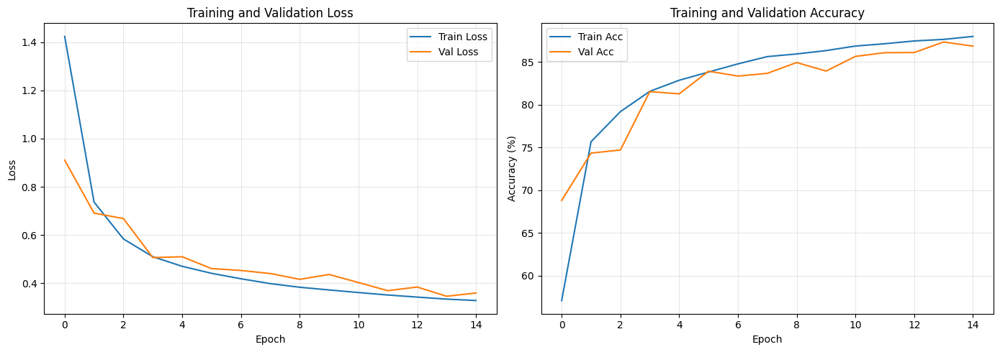 Training and Validation Loss
1.4
1.2
1.0
0.8
0.6
0.4
Loss
0 2 4 6 8 10 12 14
Epoch
Train Loss
Val Loss
Training and Validation Accuracy
85
80
75
70
65
60
Accuracy (%)
0 2 4 6 8 10 12 14
Epoch
Train Acc
Val Acc